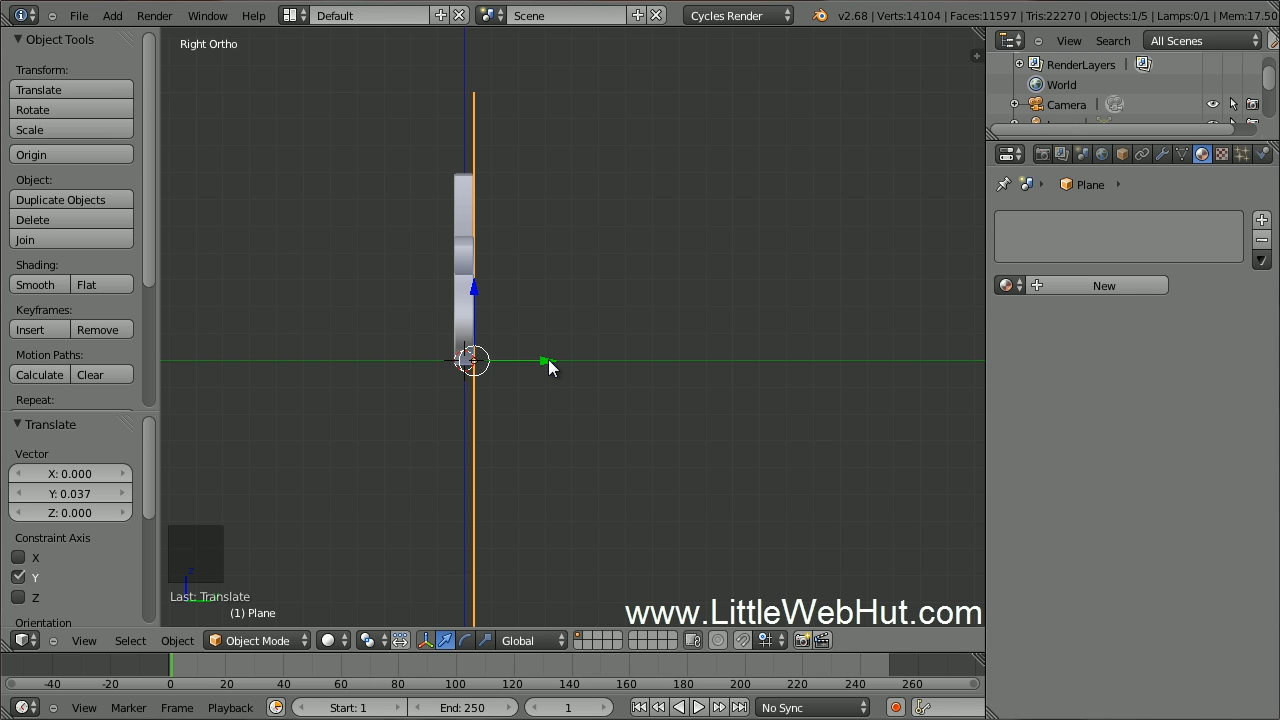 File Add Render Window Help Default Scene Cycles Render v2.68 | Verts:14104 | Faces:11597 | Tris:22270 | Objects:1/5 | Lamps:0/1 | Mem:17.50
Object Tools
Transform:
Translate
Rotate
Scale
Origin
Object:
Duplicate Objects
Delete
Join
Shading:
Smooth Flat
Keyframes:
Insert Remove
Motion Paths:
Calculate Clear
Repeat:
Translate
Vector
X: 0.000
Y: 0.037
Z: 0.000
Constraint Axis
X
Y
Z
Orientation
Right Ortho
Last: Translate
(1) Plane
www.LittleWebHut.com
View Search All Scenes
RenderLayers
World
Camera
Plane
New
View Select Object Object Mode Global
-40 -20 0 20 40 60 80 100 120 140 160 180 200 220 240 260
View Marker Frame Playback Start: 1 End: 250 1 No Sync